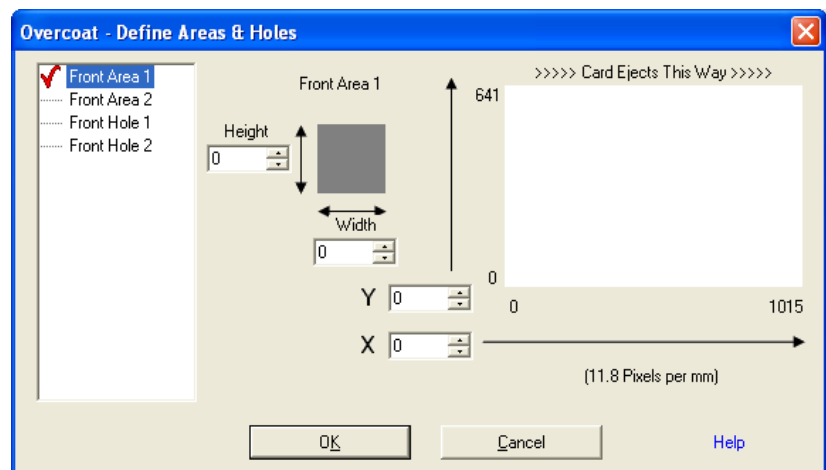 Overcoat - Define Areas & Holes
Front Area 1
Front Area 2
Front Hole 1
Front Hole 2
Front Area 1
Height
0
Width
0
Y 0
X 0
>>>>> Card Ejects This Way >>>>>
641
0
0 1015
(11.8 Pixels per mm)
OK
Cancel
Help